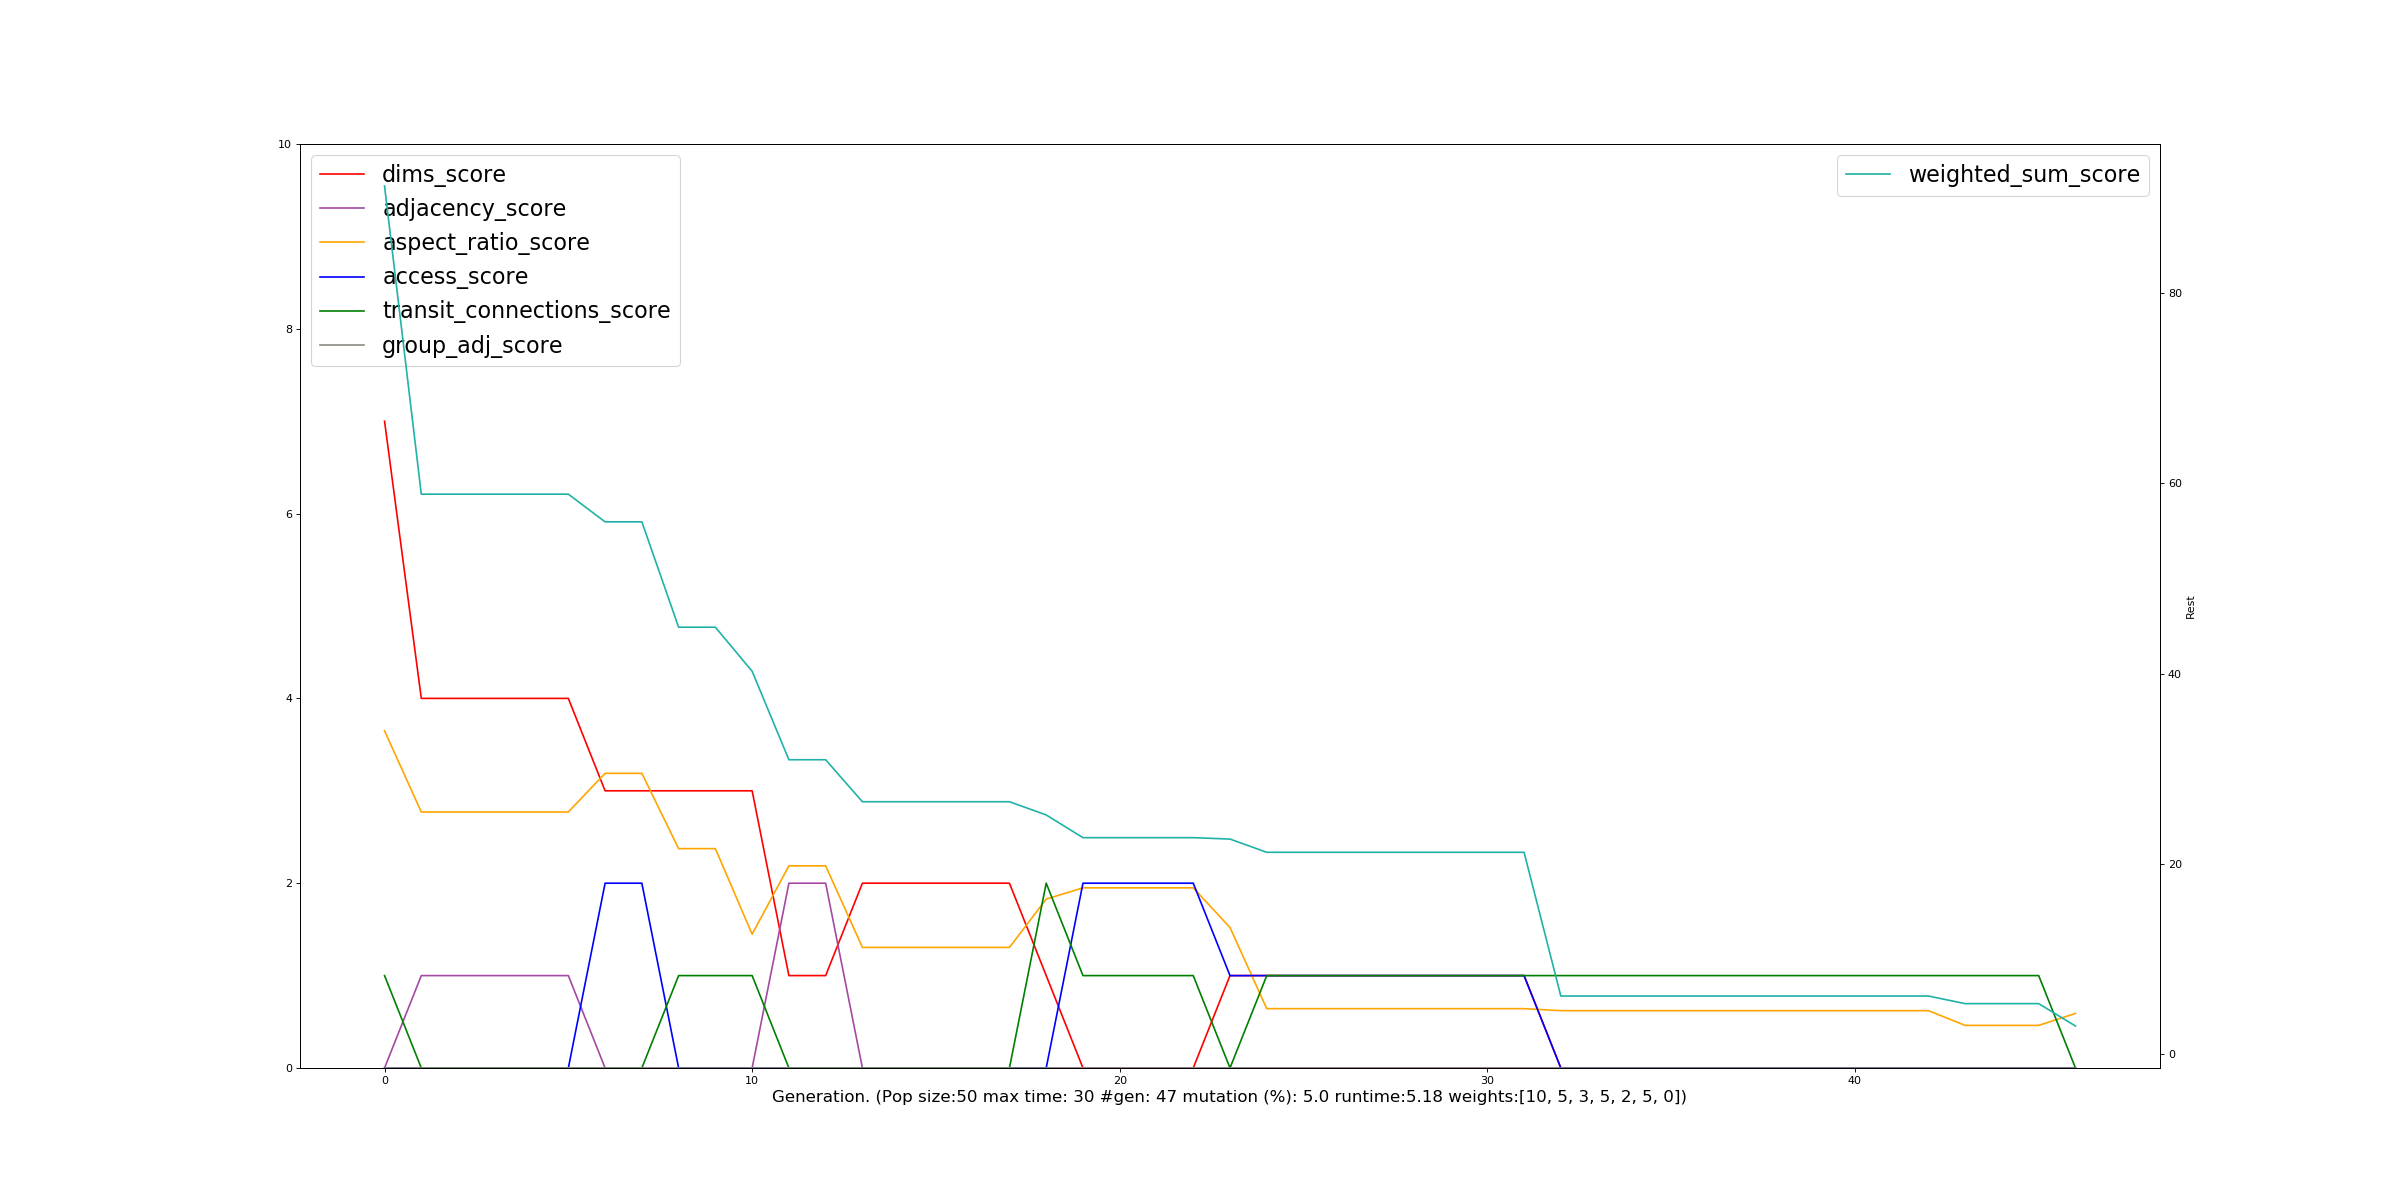 10
8
6
4
2
0
dims_score
adjacency_score
aspect_ratio_score
access_score
transit_connections_score
group_adj_score
weighted_sum_score
80
60
40
20
0
Rest
0 10 20 30 40
Generation. (Pop size:50 max time: 30 #gen: 47 mutation (%): 5.0 runtime:5.18 weights:[10, 5, 3, 5, 2, 5, 0])